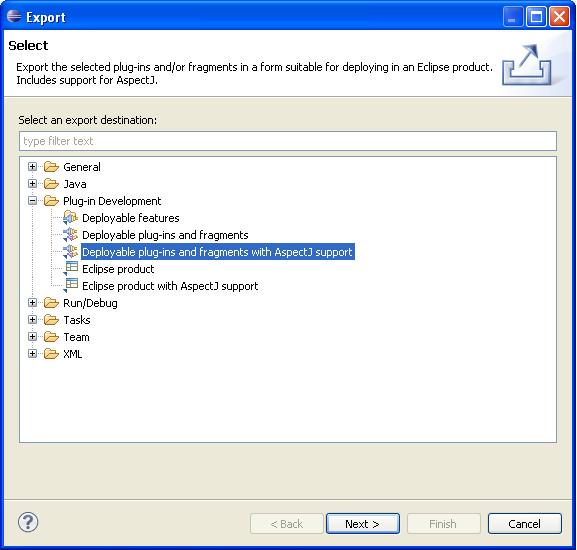 Export
Select
Export the selected plug-ins and/or fragments in a form suitable for deploying in an Eclipse product.
Includes support for AspectJ.
Select an export destination:
type filter text
General
Java
Plug-in Development
Deployable features
Deployable plug-ins and fragments
Deployable plug-ins and fragments with AspectJ support
Eclipse product
Eclipse product with AspectJ support
Run/Debug
Tasks
Team
XML
< Back Next > Finish Cancel